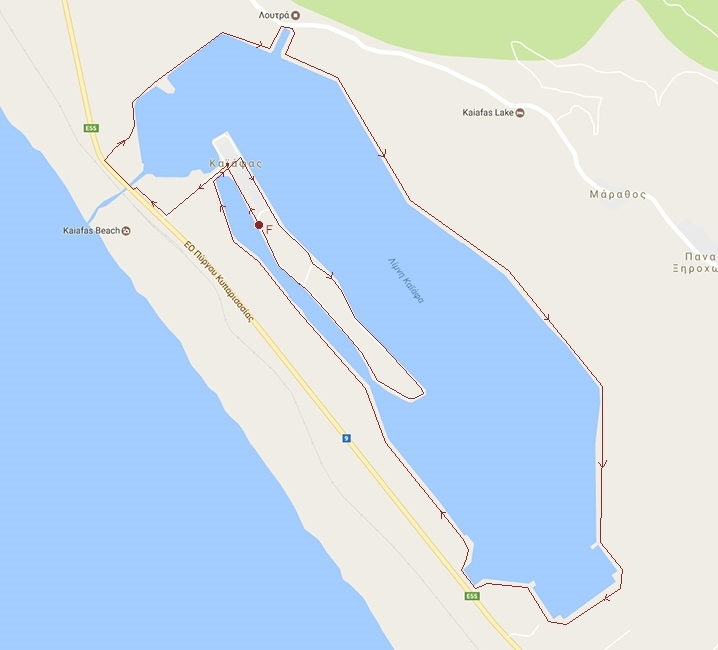 Λουτρά
Kaiafas Lake
E55
Καϊάφας
Μάραθος
Kaiafas Beach
F
Πανα
Ξηροχω
ΕΟ Πύργου Κυπαρισσίας
Λίμνη Καϊάφα
9
E55